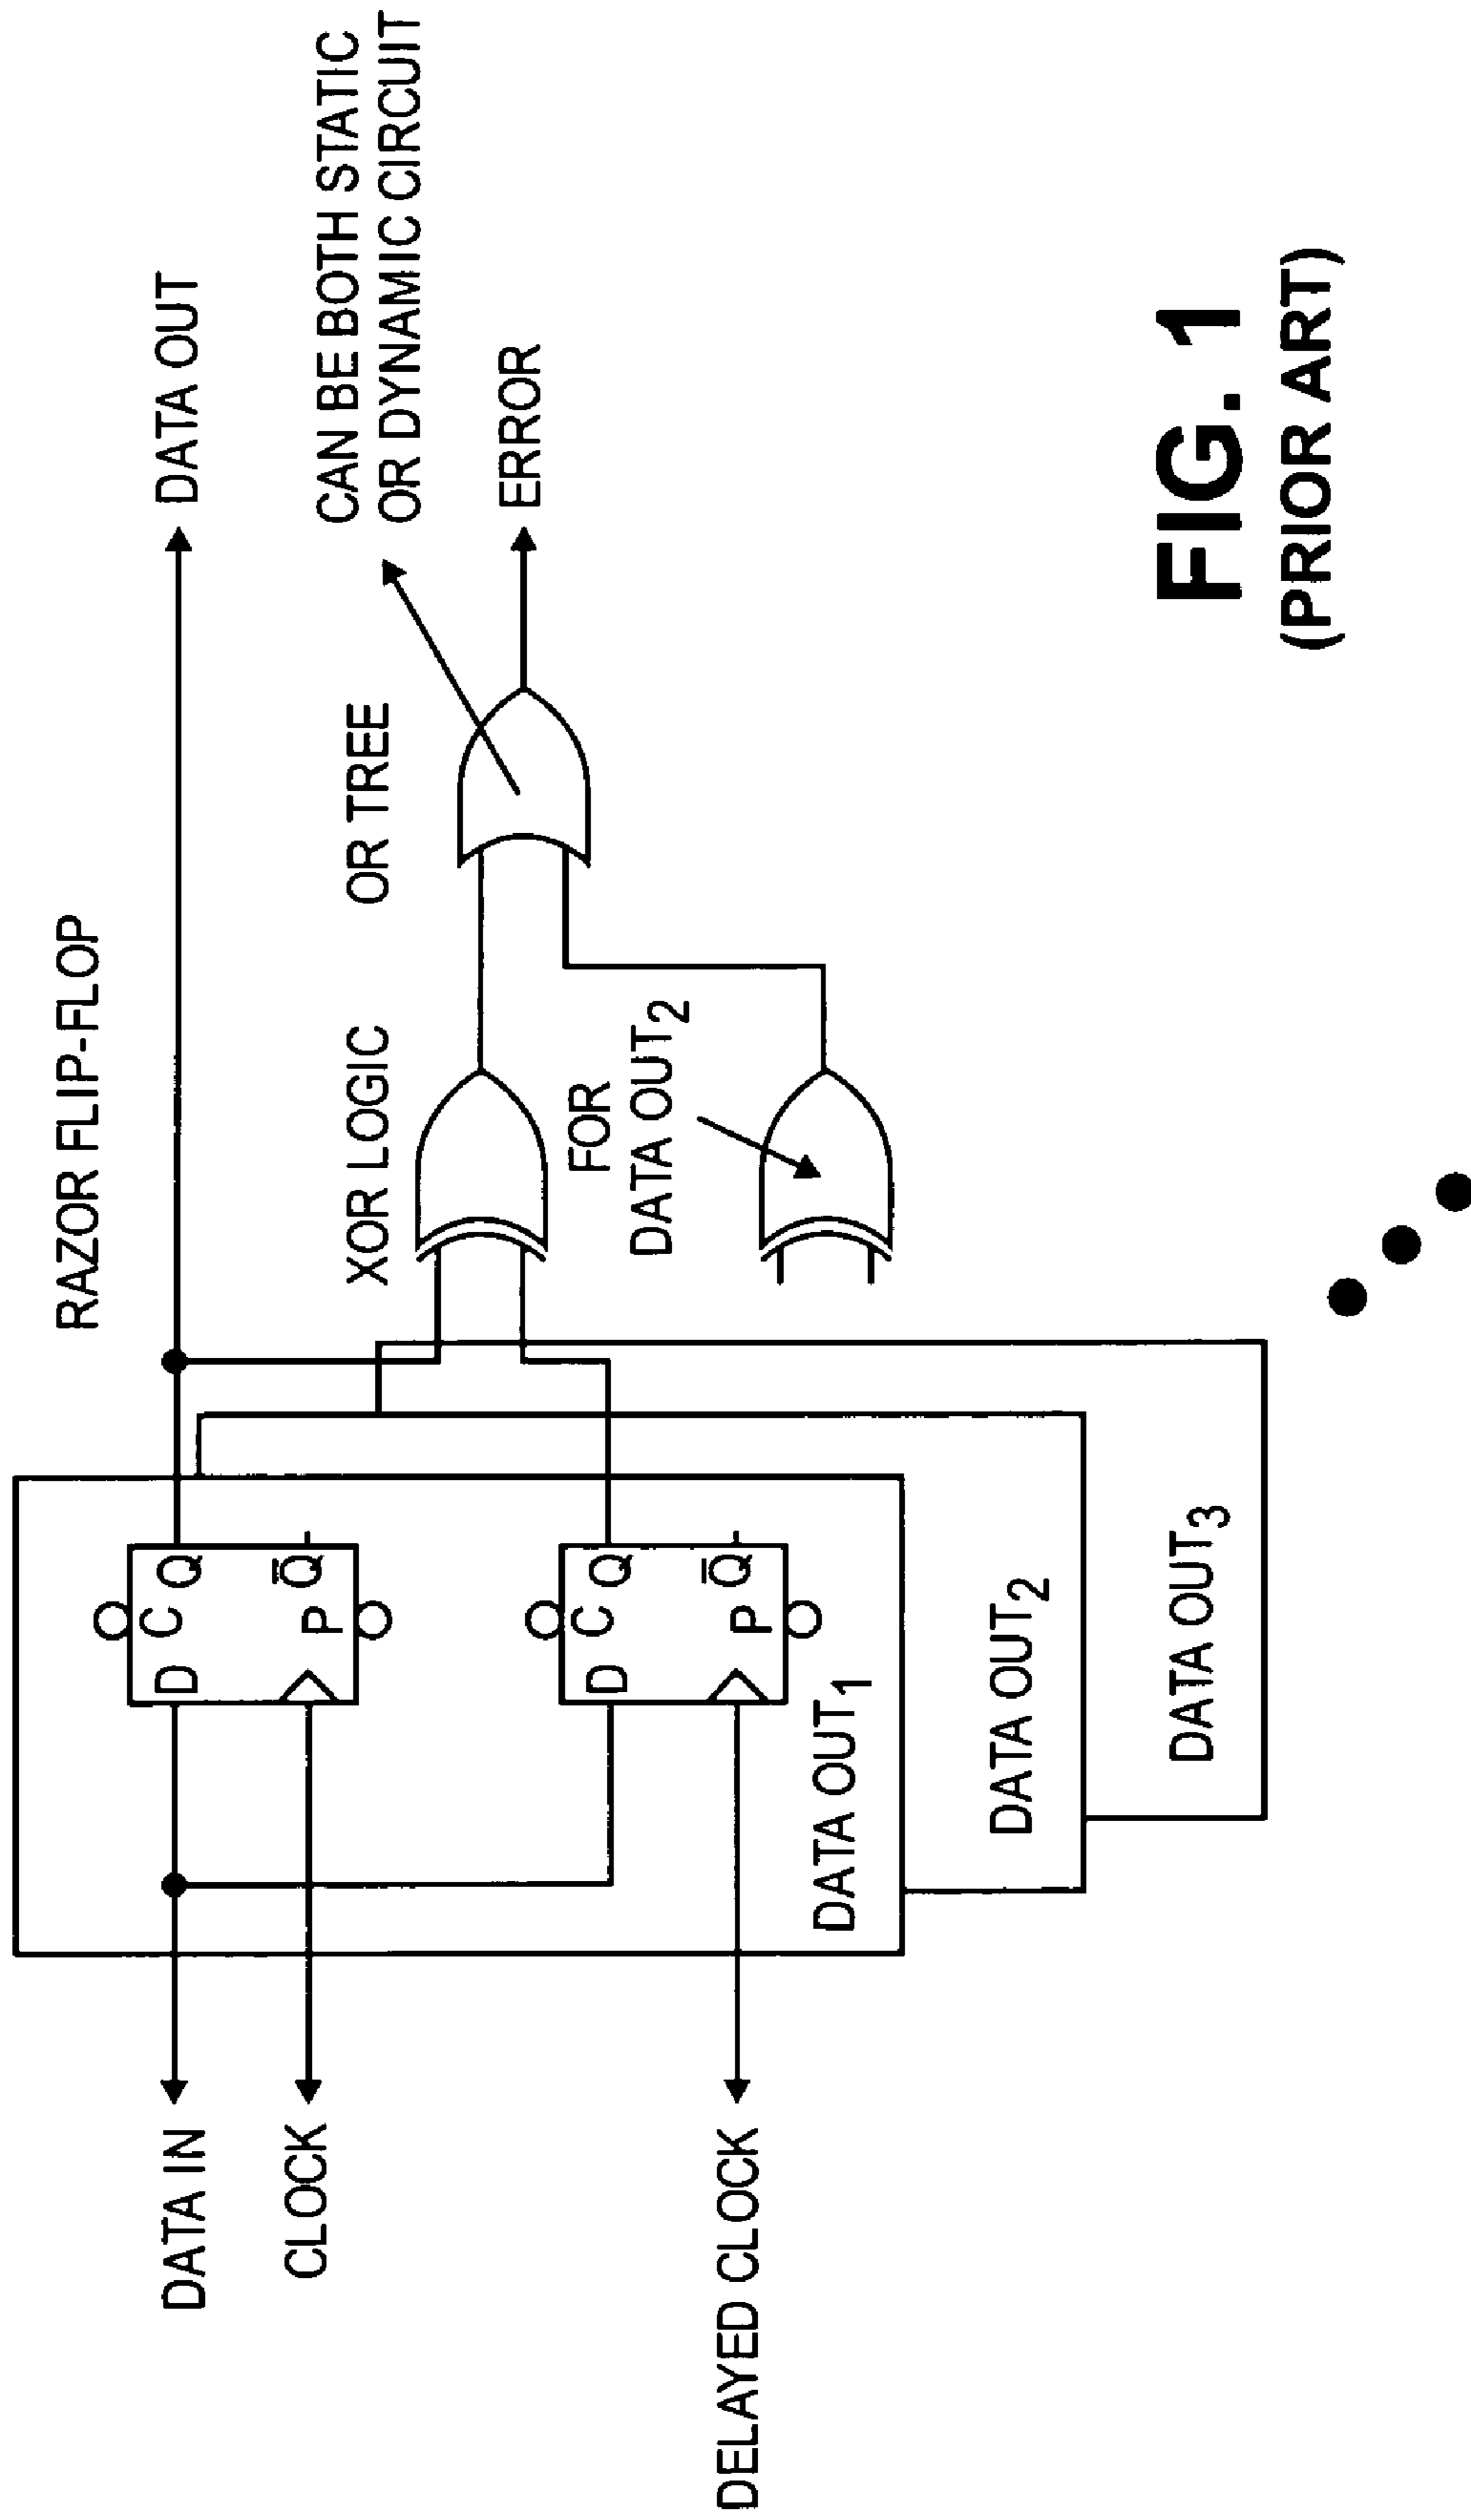 RAZOR FLIP-FLOP
DATA IN
CLOCK
DELAYED CLOCK
D C Q
P Q̅
D C Q
P Q̅
DATA OUT1
DATA OUT2
DATA OUT3
XOR LOGIC
FOR
DATA OUT2
OR TREE
DATA OUT
CAN BE BOTH STATIC
OR DYNAMIC CIRCUIT
ERROR
FIG. 1
(PRIOR ART)